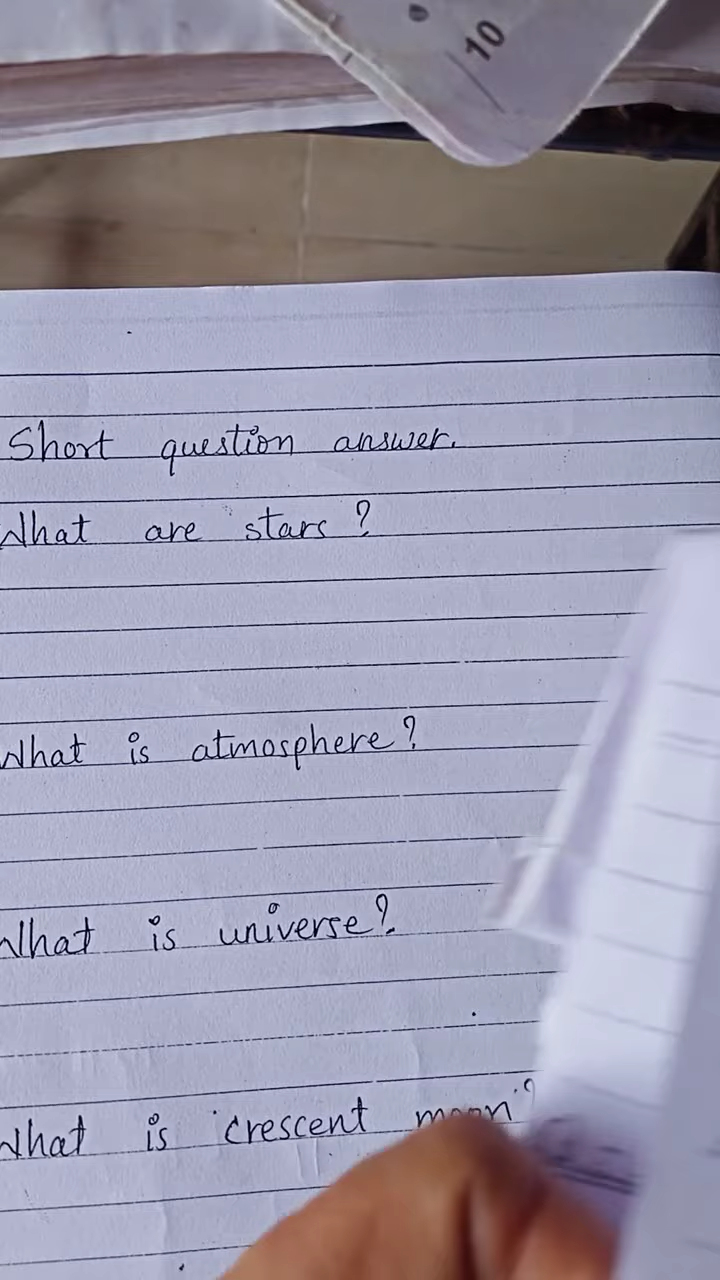 10
Short question answer.
What are stars ?
What is atmosphere ?
What is universe ?
What is crescent moon ?